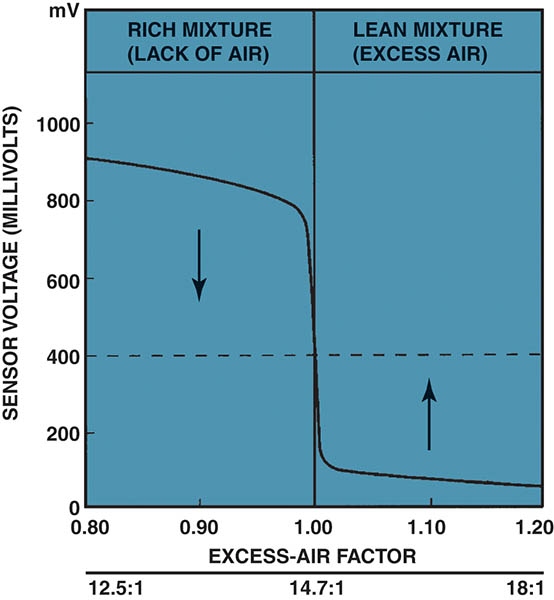 mV
RICH MIXTURE
(LACK OF AIR)
LEAN MIXTURE
(EXCESS AIR)
SENSOR VOLTAGE (MILLIVOLTS)
1000
800
600
400
200
0
0.80 0.90 1.00 1.10 1.20
EXCESS-AIR FACTOR
12.5:1 14.7:1 18:1